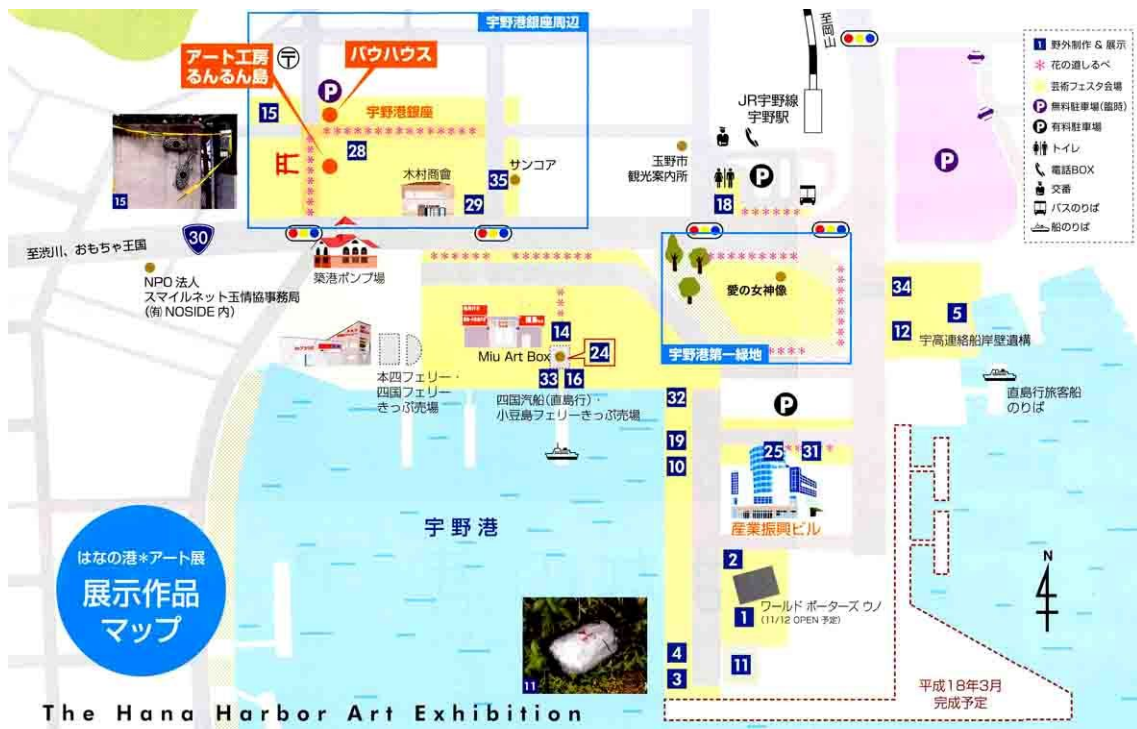 宇野港銀座周辺
至岡山
アート工房
るんるん島
バウハウス
〒
P
宇野港銀座
15
28
木村商會
35
サンコア
29
15
JR宇野線
宇野駅
玉野市
観光案内所
P
18
P
1 野外制作 & 展示
花の道しるべ
芸術フェスタ会場
P 無料駐車場(臨時)
P 有料駐車場
トイレ
電話BOX
交番
バスのりば
船のりば
至渋川、おもちゃ王国
30
NPO 法人
スマイルネット玉情協事務局
(㈲ NOSIDE 内)
築港ポンプ場
愛の女神像
宇野港第一緑地
34
5
12
宇高連絡船岸壁遺構
14
Miu Art Box
24
33
16
本四フェリー・
四国フェリー
きっぷ売場
四国汽船(直島行)・
小豆島フェリーきっぷ売場
直島行旅客船
のりば
32
P
19
10
25
31
産業振興ビル
宇野港
はなの港*アート展
展示作品
マップ
2
1
ワールド ポーターズ ウノ
(11/12 OPEN 予定)
4
3
11
11
N
平成18年3月
完成予定
The Hana Harbor Art Exhibition